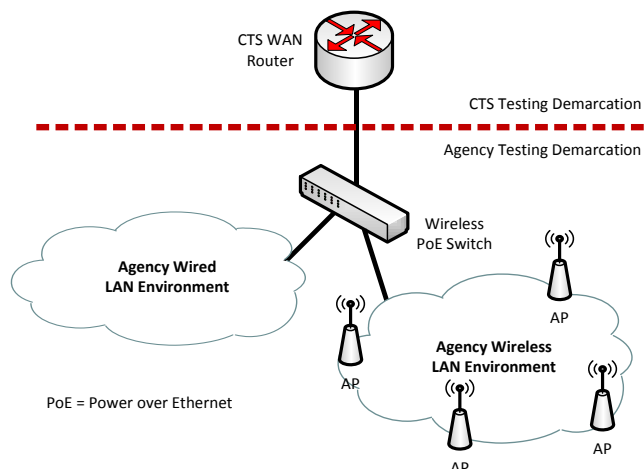 CTS WAN
Router
CTS Testing Demarcation
Agency Testing Demarcation
Wireless
PoE Switch
Agency Wired
LAN Environment
AP
AP
Agency Wireless
LAN Environment
AP
PoE = Power over Ethernet
AP